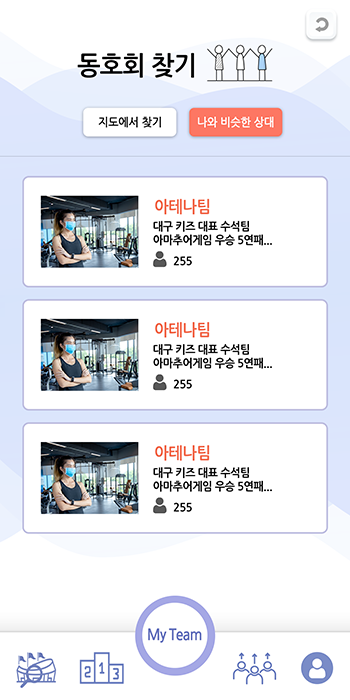 동호회 찾기
지도에서 찾기
나와 비슷한 상대
아테나팀
대구 키즈 대표 수석팀
아마추어게임 우승 5연패...
255
아테나팀
대구 키즈 대표 수석팀
아마추어게임 우승 5연패...
255
아테나팀
대구 키즈 대표 수석팀
아마추어게임 우승 5연패...
255
2 1 3
My Team